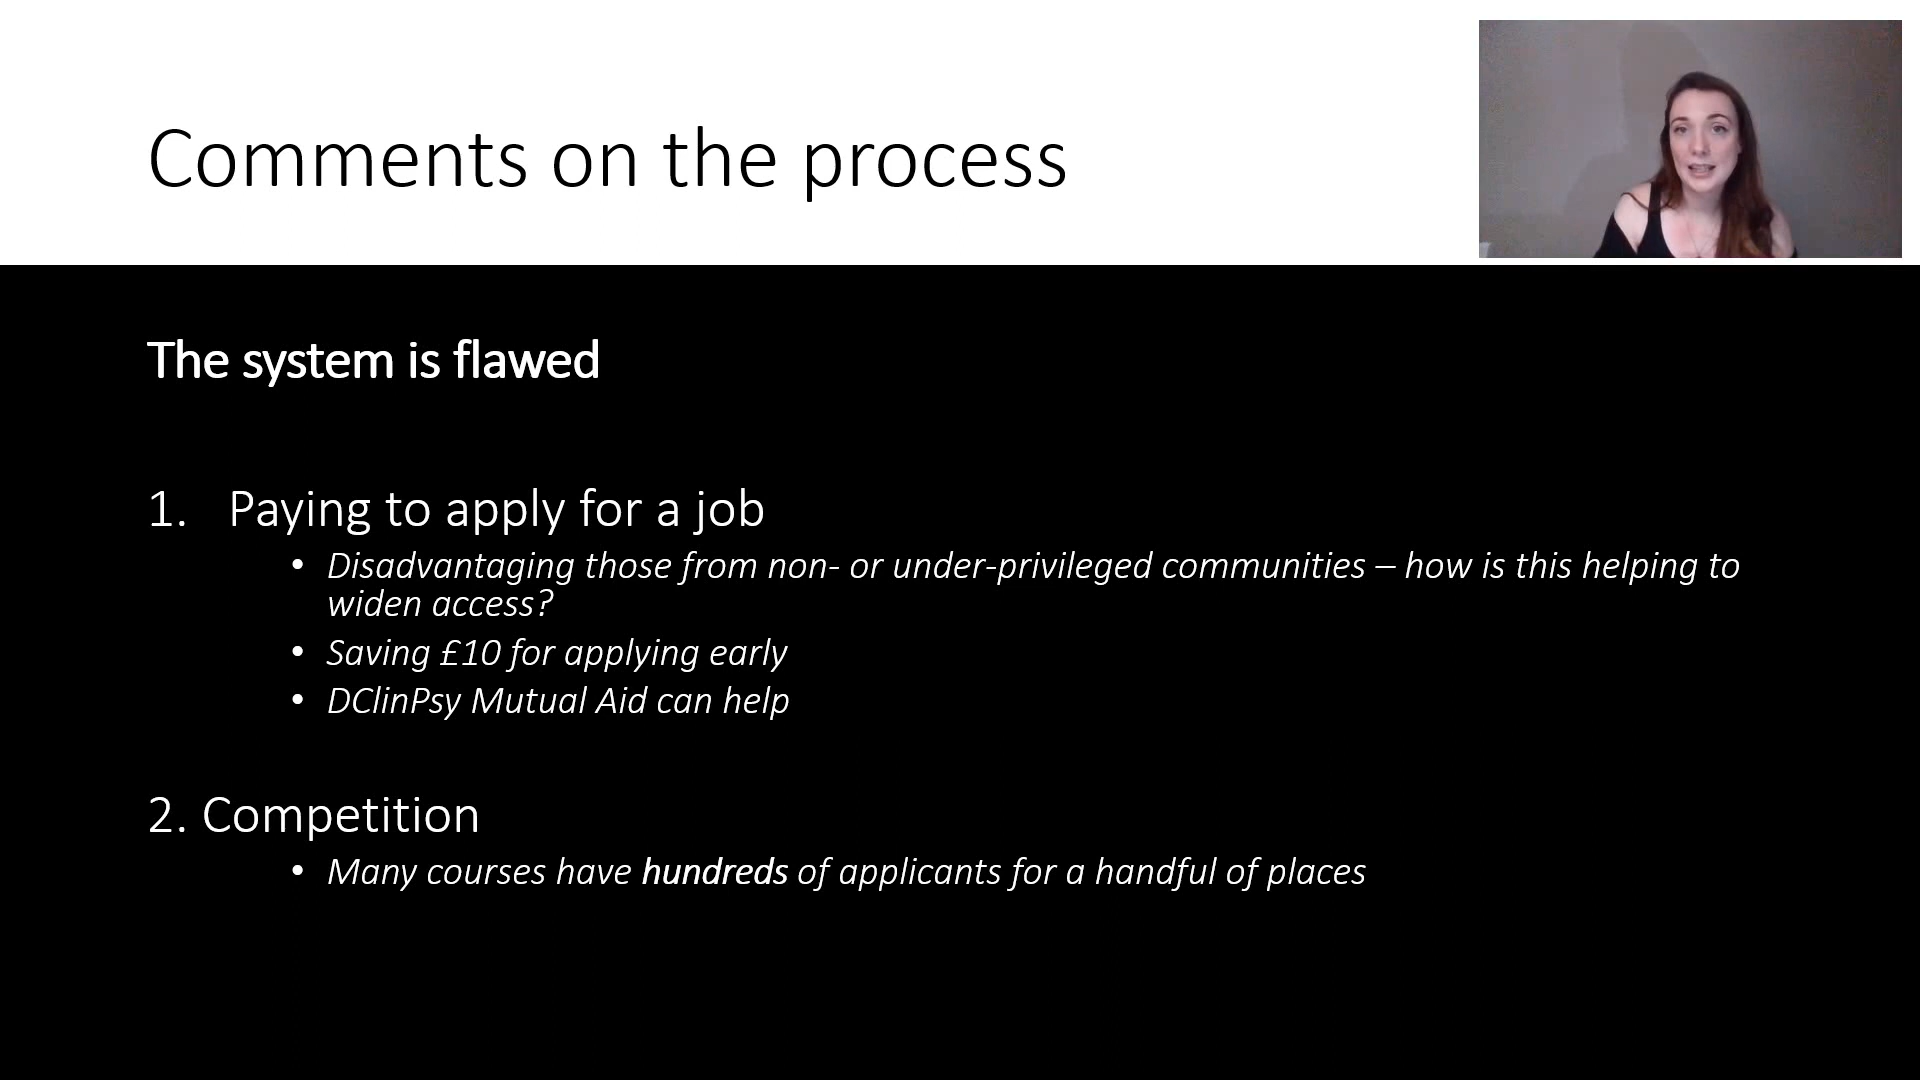 Comments on the process
The system is flawed
1. Paying to apply for a job
• Disadvantaging those from non- or under-privileged communities – how is this helping to
widen access?
• Saving £10 for applying early
• DClinPsy Mutual Aid can help
2. Competition
• Many courses have hundreds of applicants for a handful of places